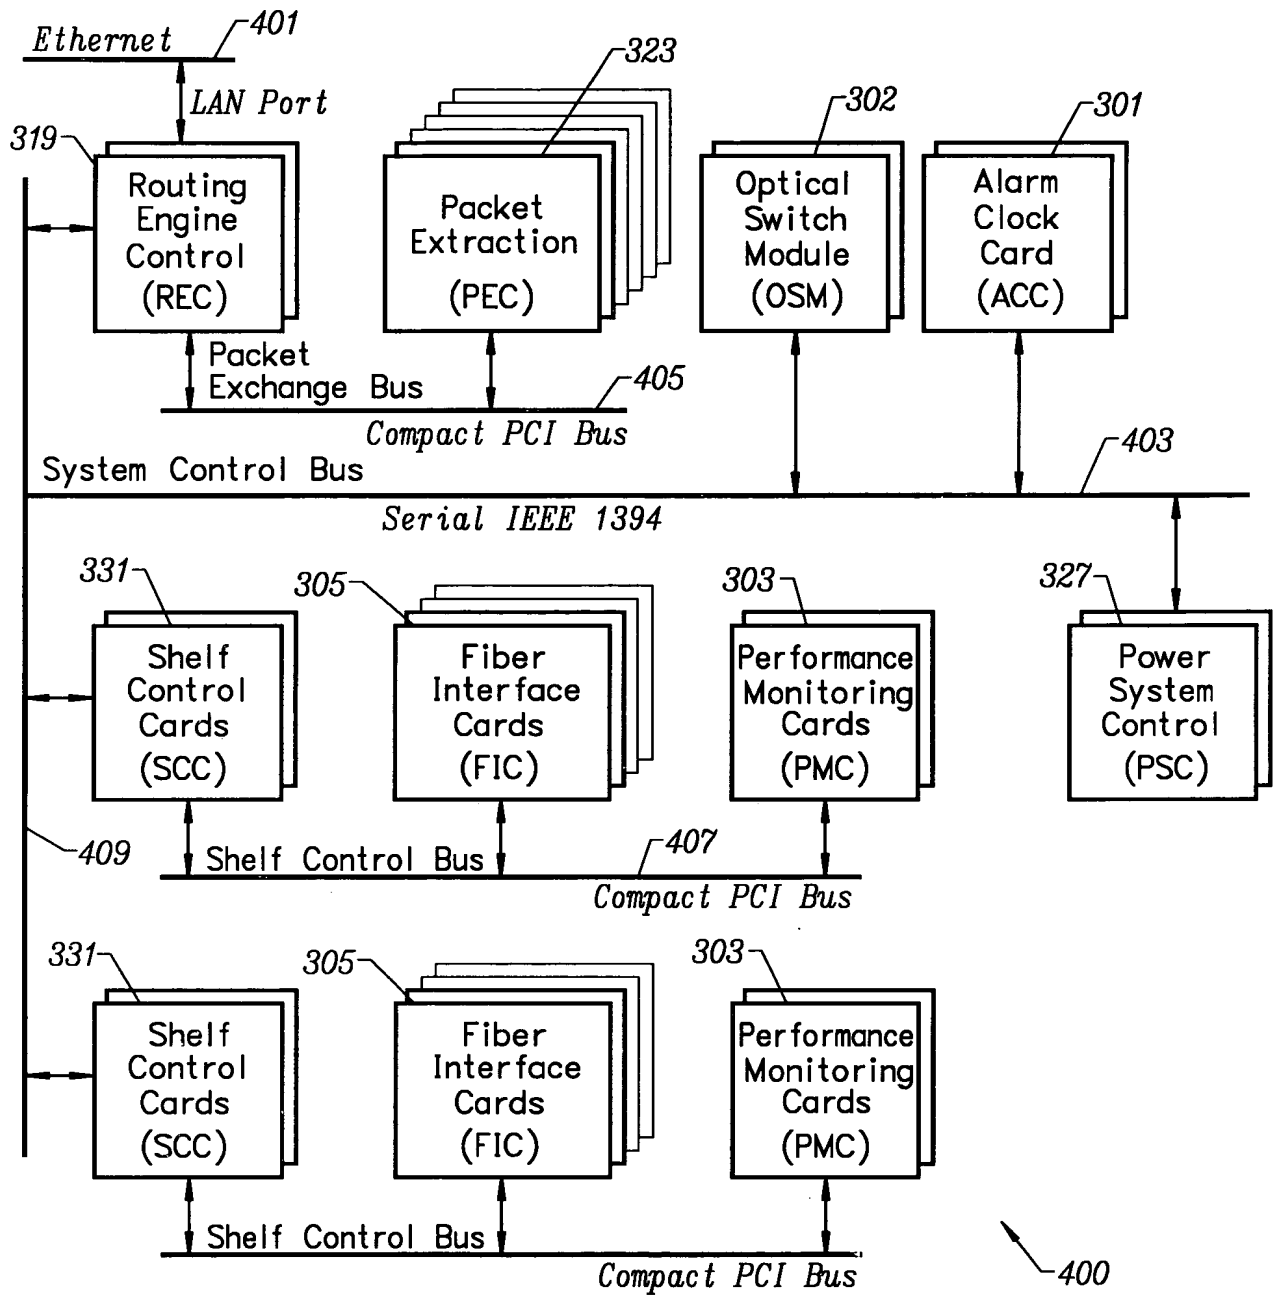 Ethernet
401
LAN Port
323
302
301
319
Routing
Engine
Control
(REC)
Packet
Extraction
(PEC)
Optical
Switch
Module
(OSM)
Alarm
Clock
Card
(ACC)
Packet
Exchange Bus
405
Compact PCI Bus
System Control Bus
403
Serial IEEE 1394
331
305
303
327
Shelf
Control
Cards
(SCC)
Fiber
Interface
Cards
(FIC)
Performance
Monitoring
Cards
(PMC)
Power
System
Control
(PSC)
409
Shelf Control Bus
407
Compact PCI Bus
331
305
303
Shelf
Control
Cards
(SCC)
Fiber
Interface
Cards
(FIC)
Performance
Monitoring
Cards
(PMC)
Shelf Control Bus
Compact PCI Bus
400